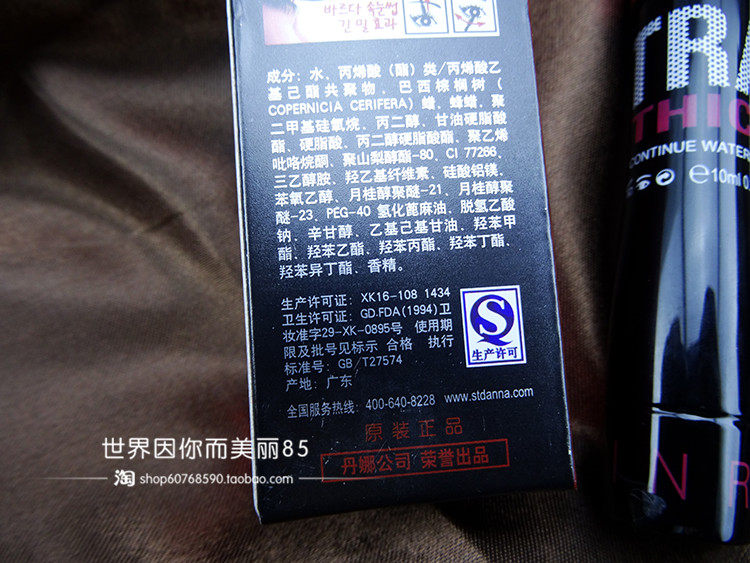 바르다 속눈썹
긴 밀 효과
成分：水、丙烯酸（酯）类/丙烯酸乙
基己酯共聚物、巴西棕榈树（
COPERNICIA CERIFERA）蜡、蜂蜡、聚
二甲基硅氧烷、丙二醇、甘油硬脂酸
酯、硬脂酸、丙二醇硬脂酸酯、聚乙烯
吡咯烷酮、聚山梨醇酯-80、CI 77266、
三乙醇胺、羟乙基纤维素、硅酸铝镁、
苯氧乙醇、月桂醇聚醚-21、月桂醇聚
醚-23、PEG-40 氢化蓖麻油、脱氢乙酸
钠、辛甘醇、乙基己基甘油、羟苯甲
酯、羟苯乙酯、羟苯丙酯、羟苯丁酯、
羟苯异丁酯、香精。
生产许可证：XK16-108 1434
卫生许可证：GD.FDA(1994)卫
妆准字29-XK-0895号 使用期
限及批号见标示 合格 执行
标准号：GB/T27574
产地：广东
全国服务热线：400-640-8228 www.stdanna.com
QS
生产许可
原装正品
丹娜公司 荣誉出品
世界因你而美丽85
淘 shop60768590.taobao.com
TRA
THIC
CONTINUE WATER
10ml